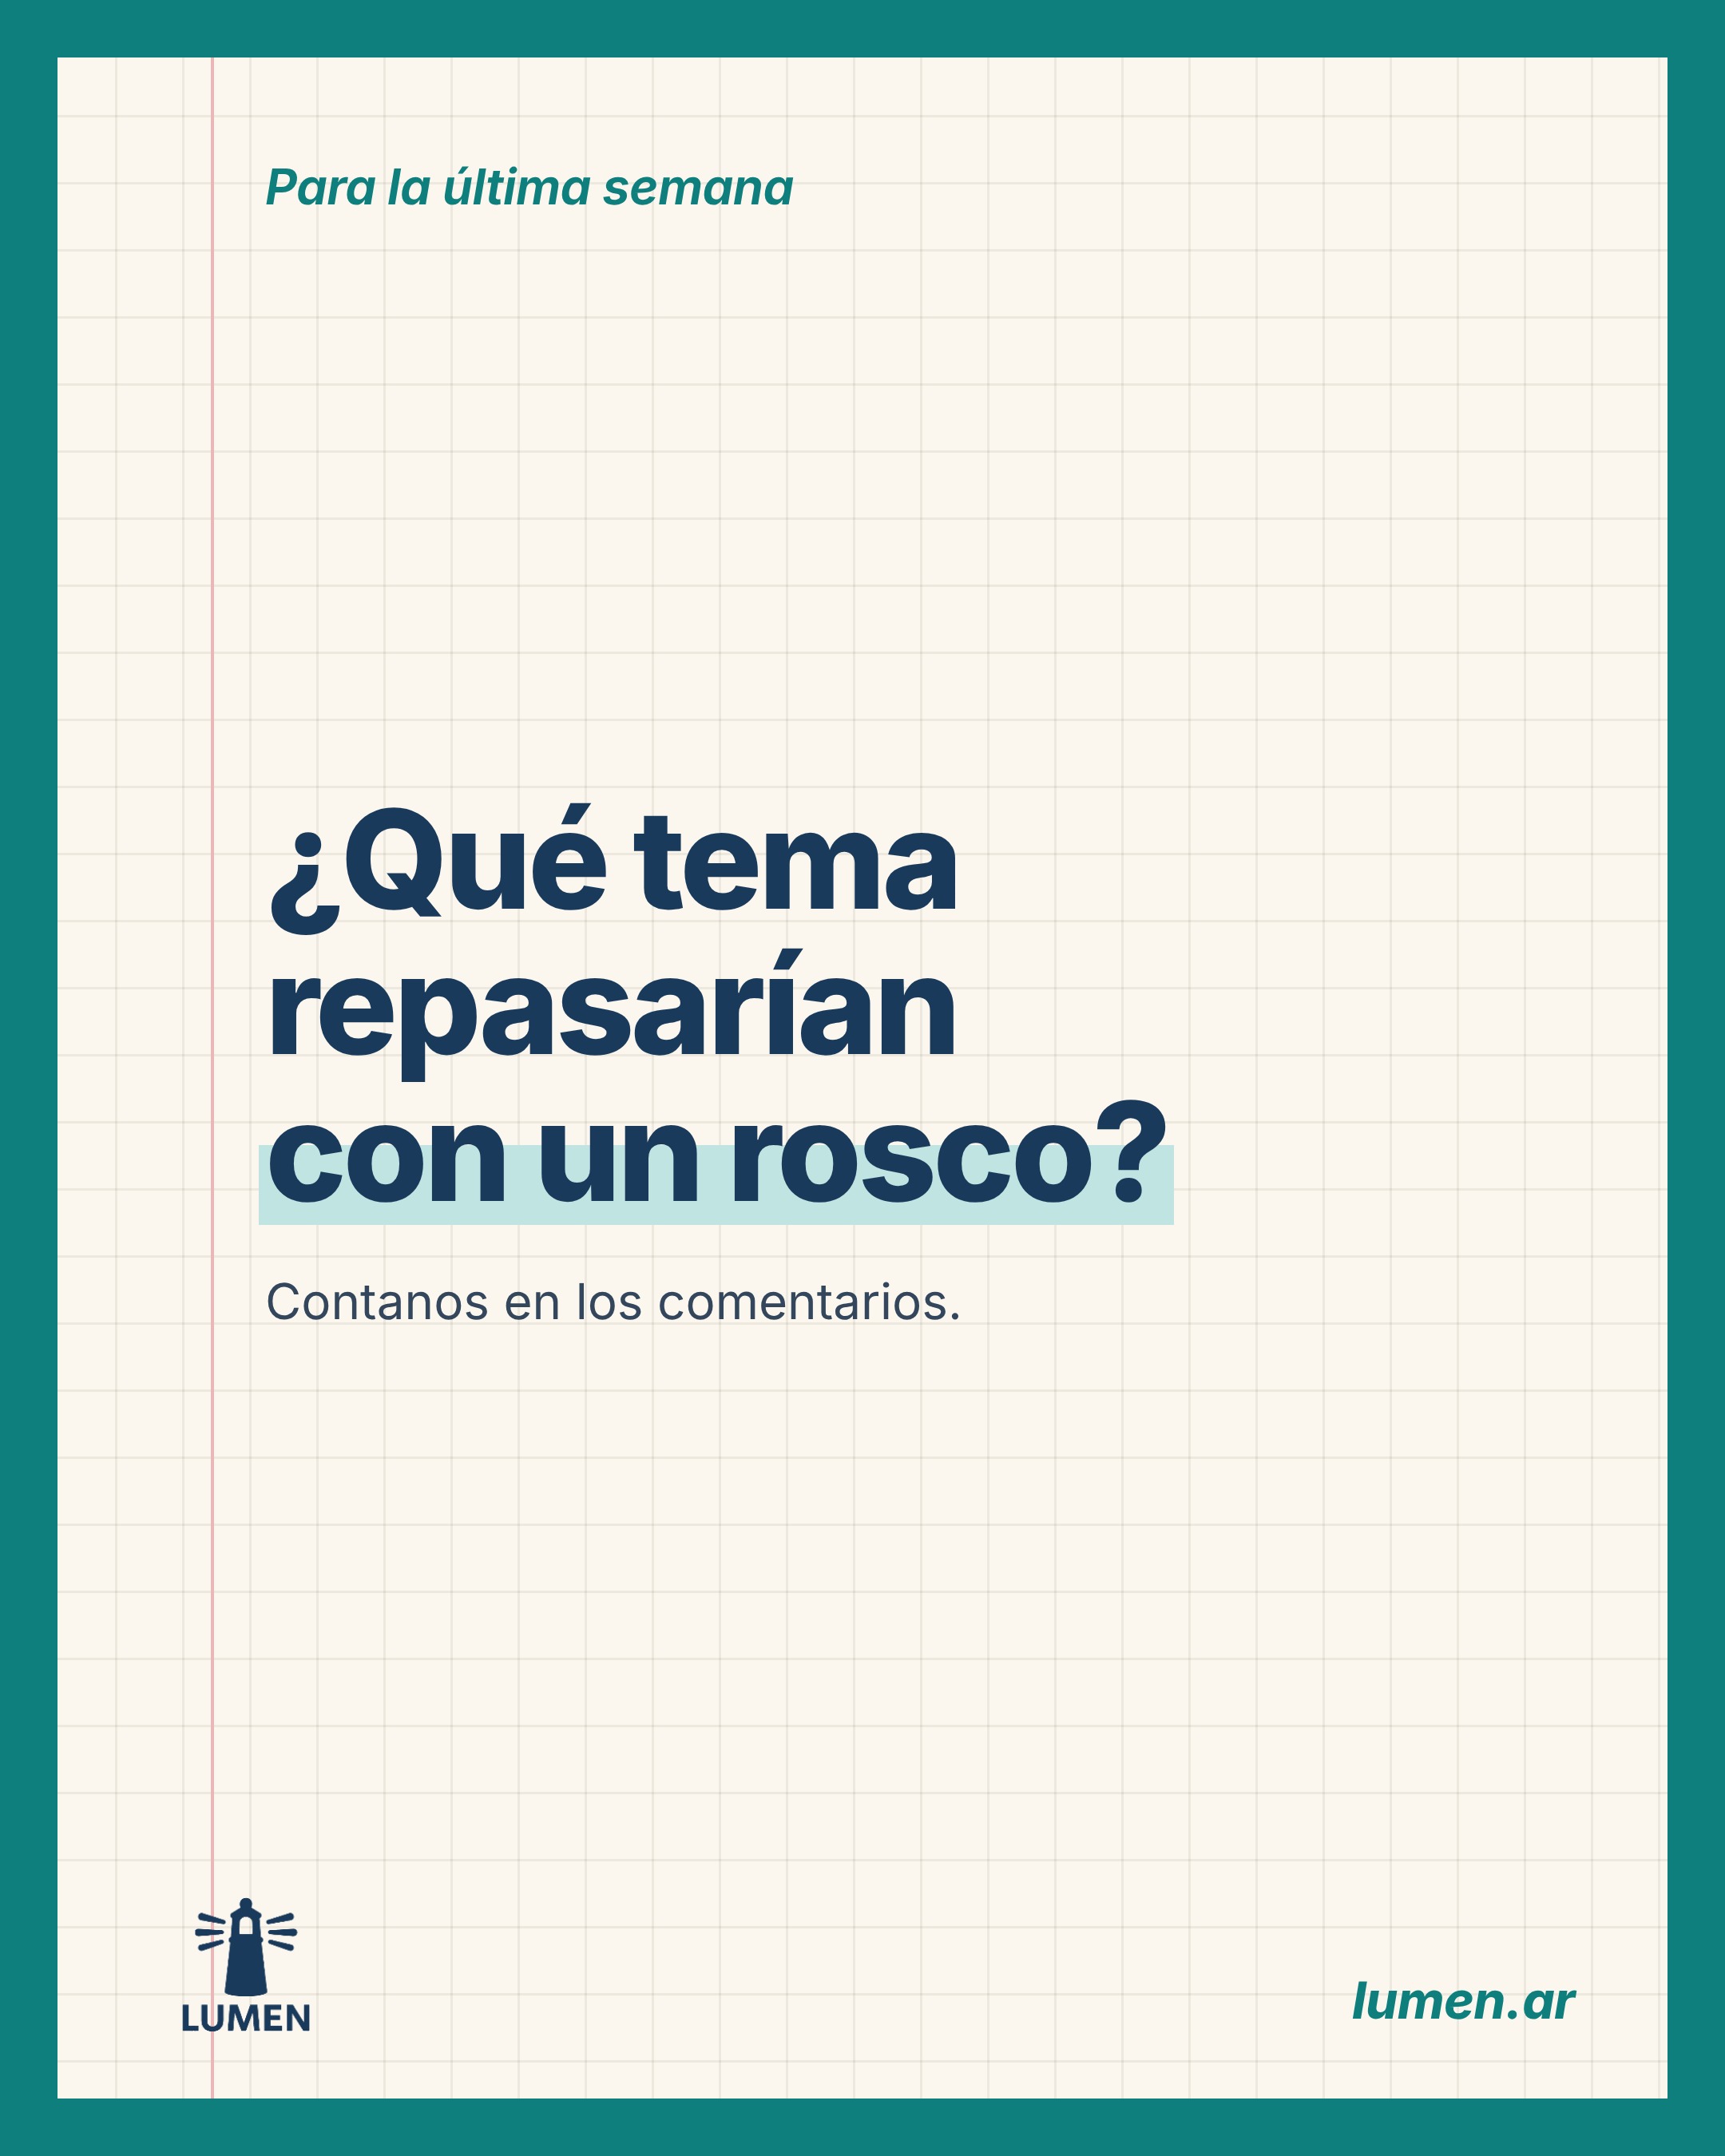 Para la última semana
¿Qué tema
repasarían
con un rosco?
Contanos en los comentarios.
LUMEN
lumen.ar